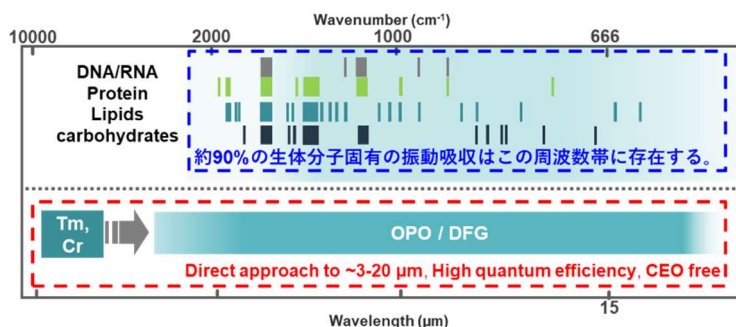 Wavenumber (cm⁻¹)
10000 2000 1000 666
DNA/RNA
Protein
Lipids
carbohydrates
約90%の生体分子固有の振動吸収はこの周波数帯に存在する。
Tm,
Cr
OPO / DFG
Direct approach to ~3-20 μm, High quantum efficiency, CEO free
10000 2000 1000 15
Wavelength (μm)